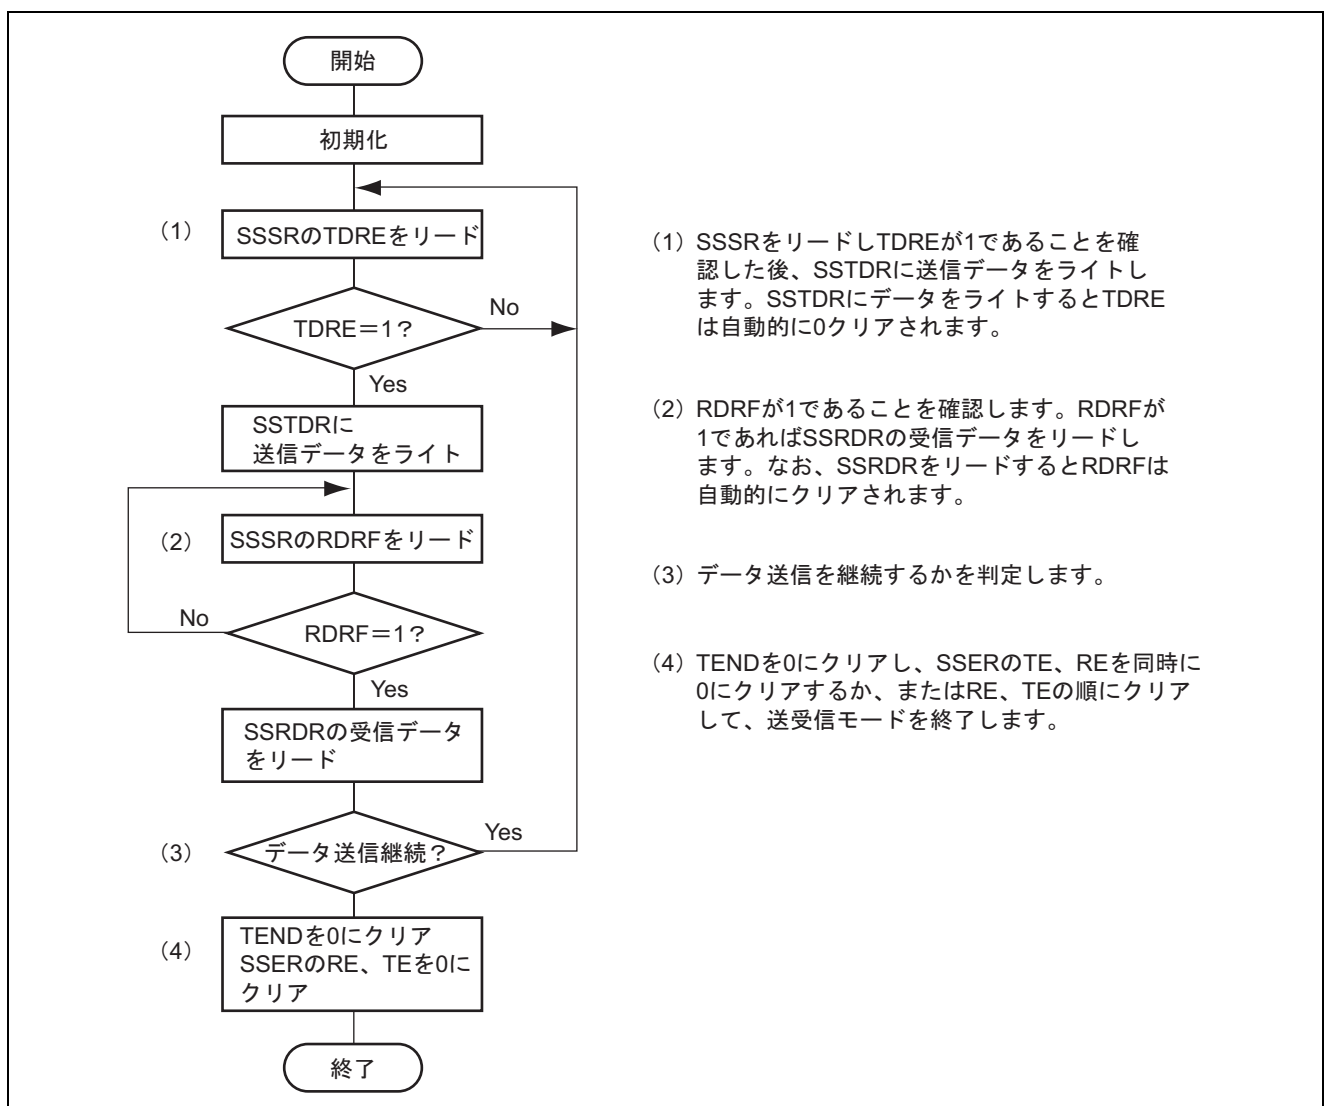 開始
初期化
（1）
SSSRのTDREをリード
TDRE＝1？
No
Yes
SSTDRに
送信データをライト
（2）
SSSRのRDRFをリード
No
RDRF＝1？
Yes
SSRDRの受信データ
をリード
（3）
データ送信継続？
Yes
（4）
TENDを0にクリア
SSERのRE、TEを0に
クリア
終了
（1）SSSRをリードしTDREが1であることを確
認した後、SSTDRに送信データをライトし
ます。SSTDRにデータをライトするとTDRE
は自動的に0クリアされます。
（2）RDRFが1であることを確認します。RDRFが
1であればSSRDRの受信データをリードし
ます。なお、SSRDRをリードするとRDRFは
自動的にクリアされます。
（3）データ送信を継続するかを判定します。
（4）TENDを0にクリアし、SSERのTE、REを同時に
0にクリアするか、またはRE、TEの順にクリア
して、送受信モードを終了します。